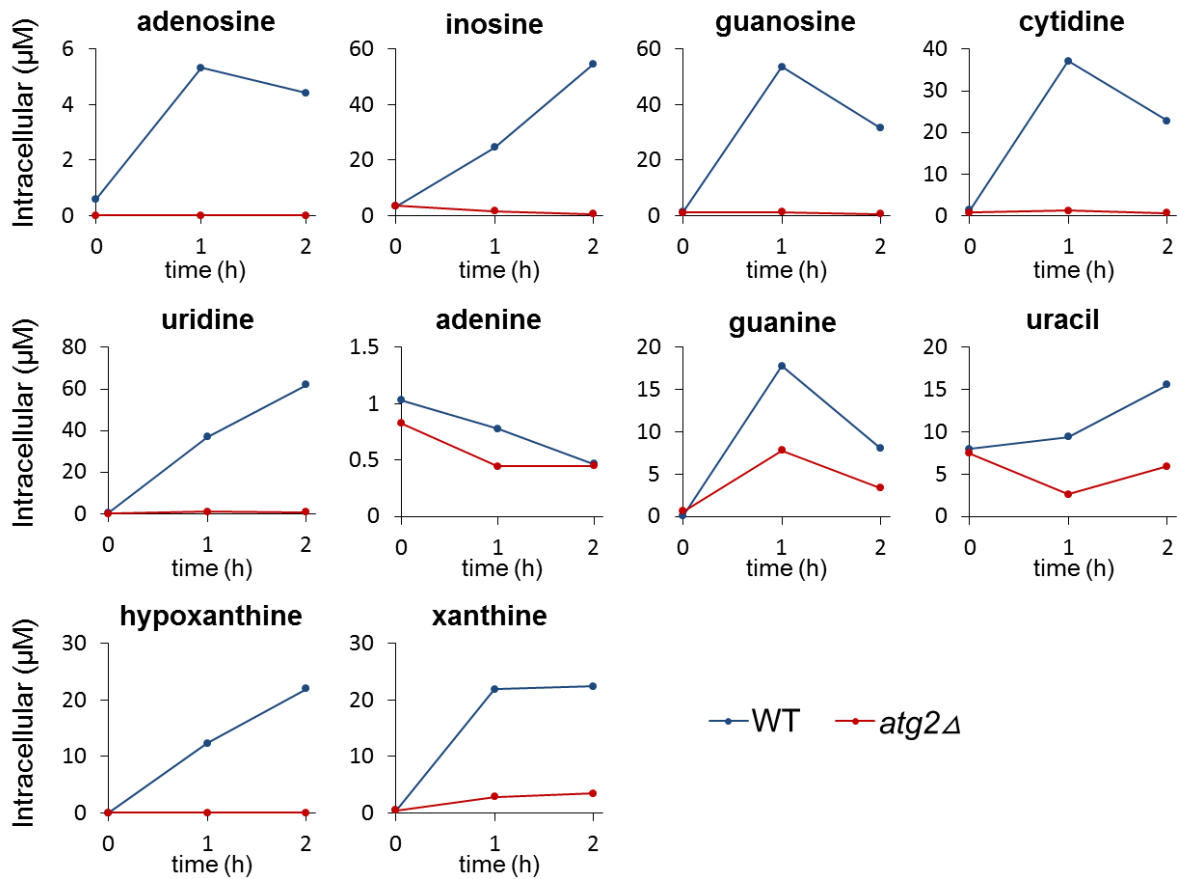 adenosine inosine guanosine cytidine
Intracellular (µM)
6 60 60 40
4 40 40 30
2 20 20 20
0 0 0 10
0
0 1 2 0 1 2 0 1 2 0 1 2
time (h) time (h) time (h) time (h)
uridine adenine guanine uracil
Intracellular (µM)
80 1.5 20 20
60 1 15 15
40 0.5 10 10
20 0 5 5
0 0 0
0 1 2 0 1 2 0 1 2 0 1 2
time (h) time (h) time (h) time (h)
hypoxanthine xanthine
Intracellular (µM)
30 30
20 20
10 10
0 0
0 1 2 0 1 2
time (h) time (h)
WT atg2Δ